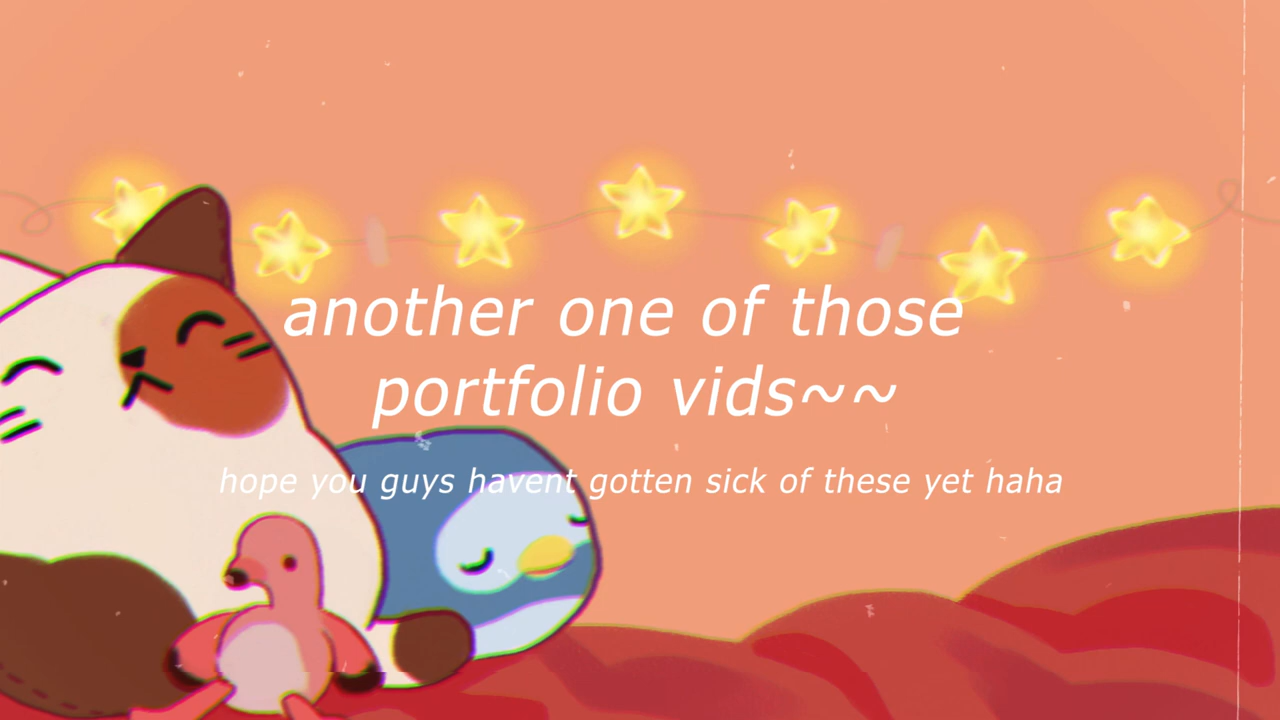 another one of those
portfolio vids~~
hope you guys havent gotten sick of these yet haha